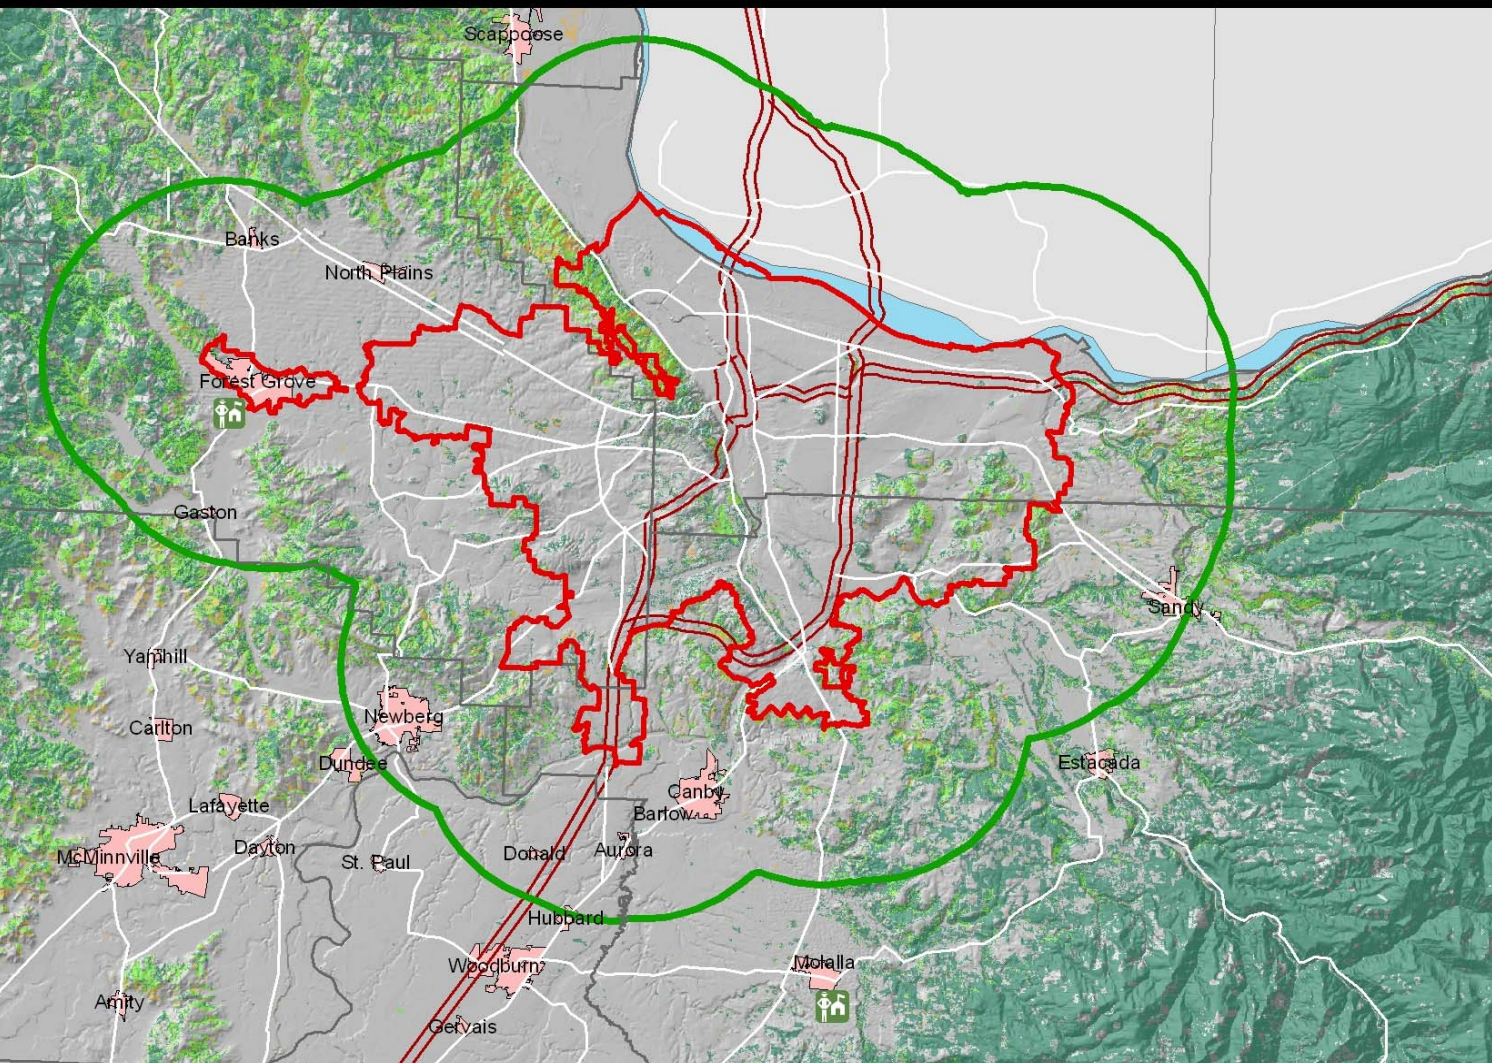 Scappoose
Banks
North Plains
Forest Grove
Gaston
Sandy
Yamhill
Newberg
Carlton
Dundee
Estacada
Canby
Lafayette
Barlow
McMinnville
Dayton
St. Paul
Donald
Aurora
Hubbard
Woodburn
Molalla
Amity
Gervais